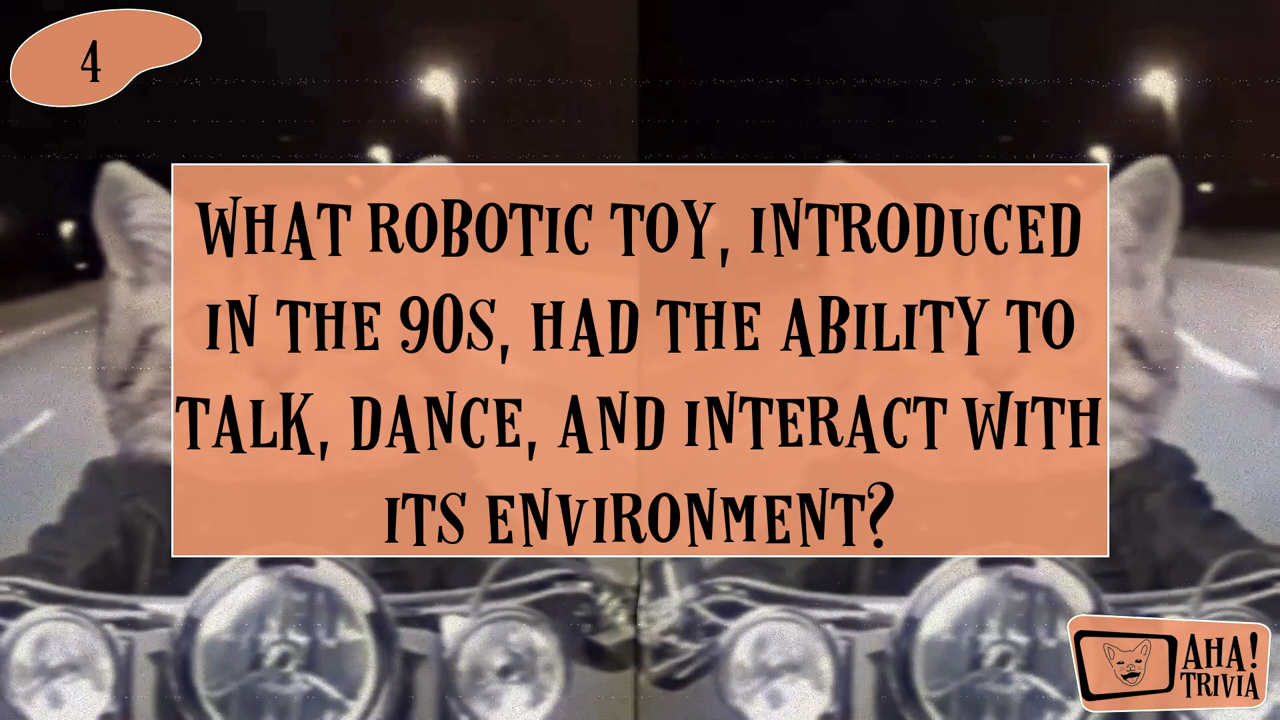 4
WHAT ROBOTIC TOY, INTRODUCED
IN THE 90S, HAD THE ABILITY TO
TALK, DANCE, AND INTERACT WITH
ITS ENVIRONMENT?
AHA!
TRIVIA